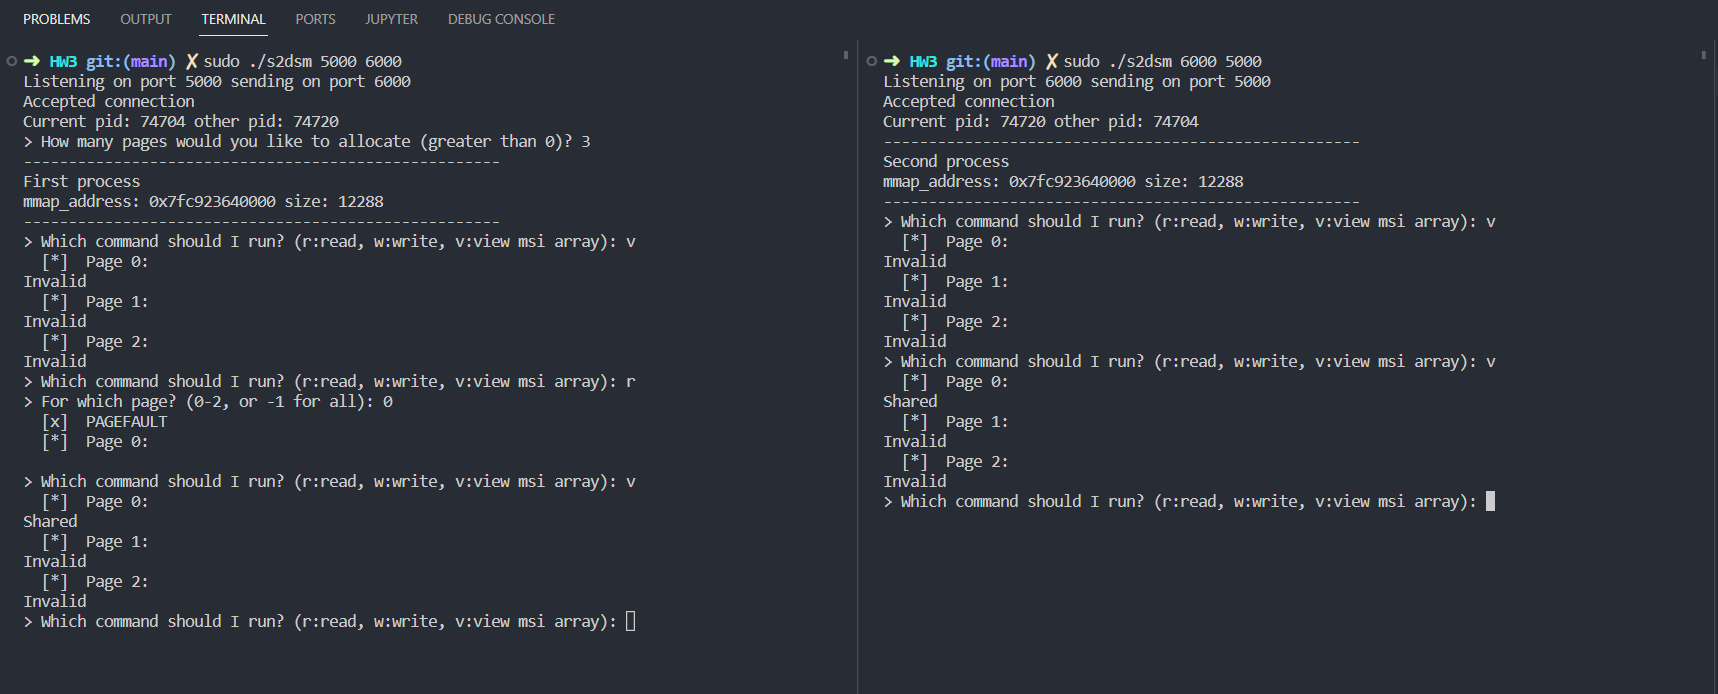 PROBLEMS OUTPUT TERMINAL PORTS JUPYTER DEBUG CONSOLE
➜ HW3 git:(main) ✗ sudo ./s2dsm 5000 6000
Listening on port 5000 sending on port 6000
Accepted connection
Current pid: 74704 other pid: 74720
> How many pages would you like to allocate (greater than 0)? 3
-----------------------------------------------------
First process
mmap_address: 0x7fc923640000 size: 12288
-----------------------------------------------------
> Which command should I run? (r:read, w:write, v:view msi array): v
  [*]  Page 0:
Invalid
  [*]  Page 1:
Invalid
  [*]  Page 2:
Invalid
> Which command should I run? (r:read, w:write, v:view msi array): r
> For which page? (0-2, or -1 for all): 0
  [x]  PAGEFAULT
  [*]  Page 0:
> Which command should I run? (r:read, w:write, v:view msi array): v
  [*]  Page 0:
Shared
  [*]  Page 1:
Invalid
  [*]  Page 2:
Invalid
> Which command should I run? (r:read, w:write, v:view msi array):
➜ HW3 git:(main) ✗ sudo ./s2dsm 6000 5000
Listening on port 6000 sending on port 5000
Accepted connection
Current pid: 74720 other pid: 74704
-----------------------------------------------------
Second process
mmap_address: 0x7fc923640000 size: 12288
-----------------------------------------------------
> Which command should I run? (r:read, w:write, v:view msi array): v
  [*]  Page 0:
Invalid
  [*]  Page 1:
Invalid
  [*]  Page 2:
Invalid
> Which command should I run? (r:read, w:write, v:view msi array): v
  [*]  Page 0:
Shared
  [*]  Page 1:
Invalid
  [*]  Page 2:
Invalid
> Which command should I run? (r:read, w:write, v:view msi array):